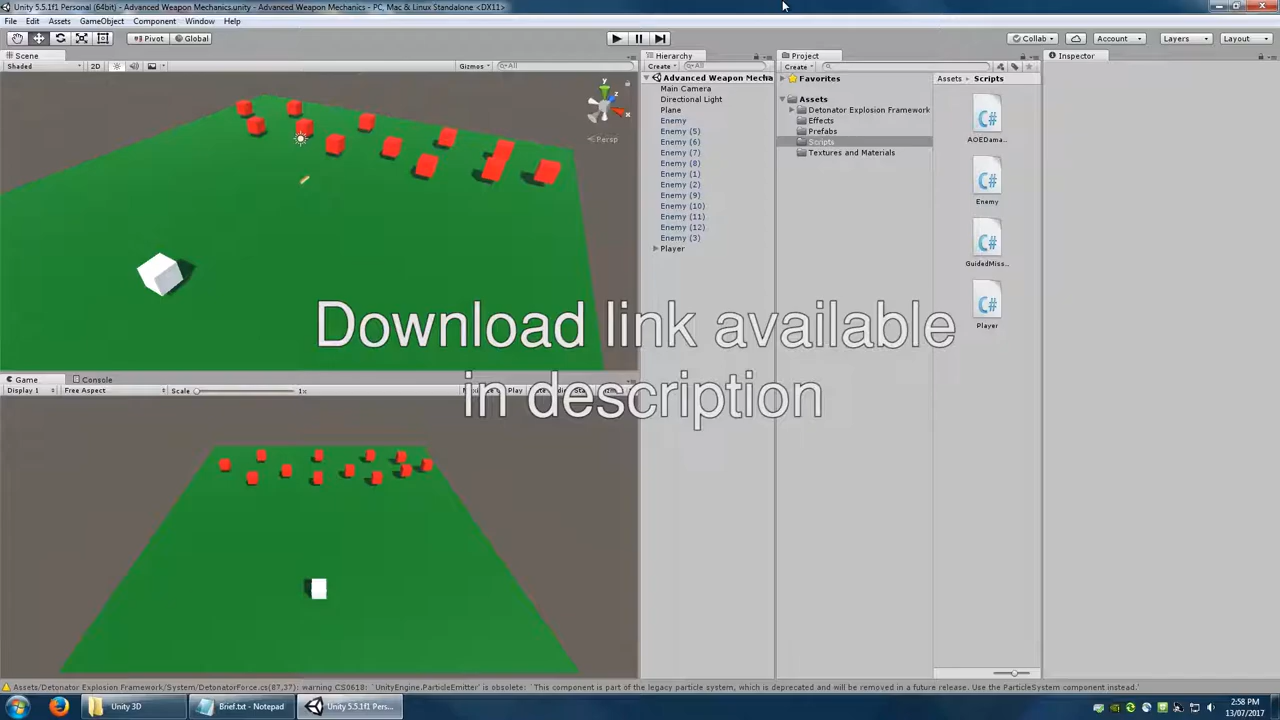 Unity 5.5.1f1 Personal (64bit) - Advanced Weapon Mechanics.unity - Advanced Weapon Mechanics - PC, Mac & Linux Standalone <DX11>
File Edit Assets GameObject Component Window Help
Pivot Global Collab Account Layers Layout
Scene
Shaded 2D Gizmos All
y
z
x
Persp
Hierarchy
Create All
Advanced Weapon Mecha
Main Camera
Directional Light
Plane
Enemy
Enemy (5)
Enemy (6)
Enemy (7)
Enemy (8)
Enemy (1)
Enemy (2)
Enemy (9)
Enemy (10)
Enemy (11)
Enemy (12)
Enemy (3)
Player
Project
Create
Favorites
Assets
Detonator Explosion Framework
Effects
Prefabs
Scripts
Textures and Materials
Assets Scripts
C#
AOEDama...
C#
Enemy
C#
GuidedMiss...
C#
Player
Inspector
Download link available
in description
Game Console
Display 1 Free Aspect Scale 1x
Assets/Detonator Explosion Framework/System/DetonatorForce.cs(87,37): warning CS0618: `UnityEngine.ParticleEmitter' is obsolete: `This component is part of the legacy particle system, which is deprecated and will be removed in a future release. Use the ParticleSystem component instead.'
Unity 3D Brief.txt - Notepad Unity 5.5.1f1 Pers...
2:58 PM
13/07/2017